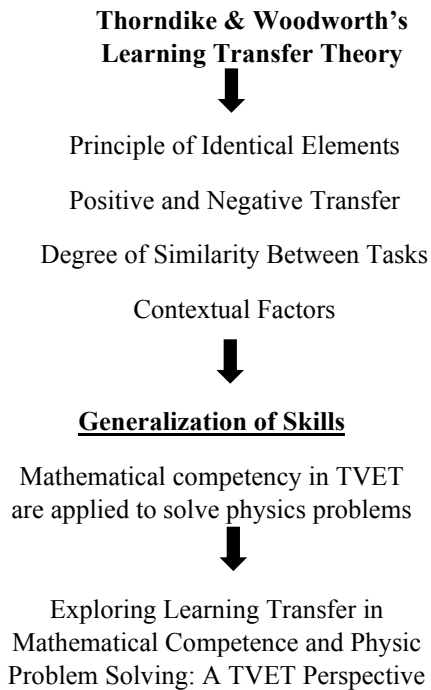 Thorndike & Woodworth's
Learning Transfer Theory
Principle of Identical Elements
Positive and Negative Transfer
Degree of Similarity Between Tasks
Contextual Factors
Generalization of Skills
Mathematical competency in TVET
are applied to solve physics problems
Exploring Learning Transfer in
Mathematical Competence and Physic
Problem Solving: A TVET Perspective